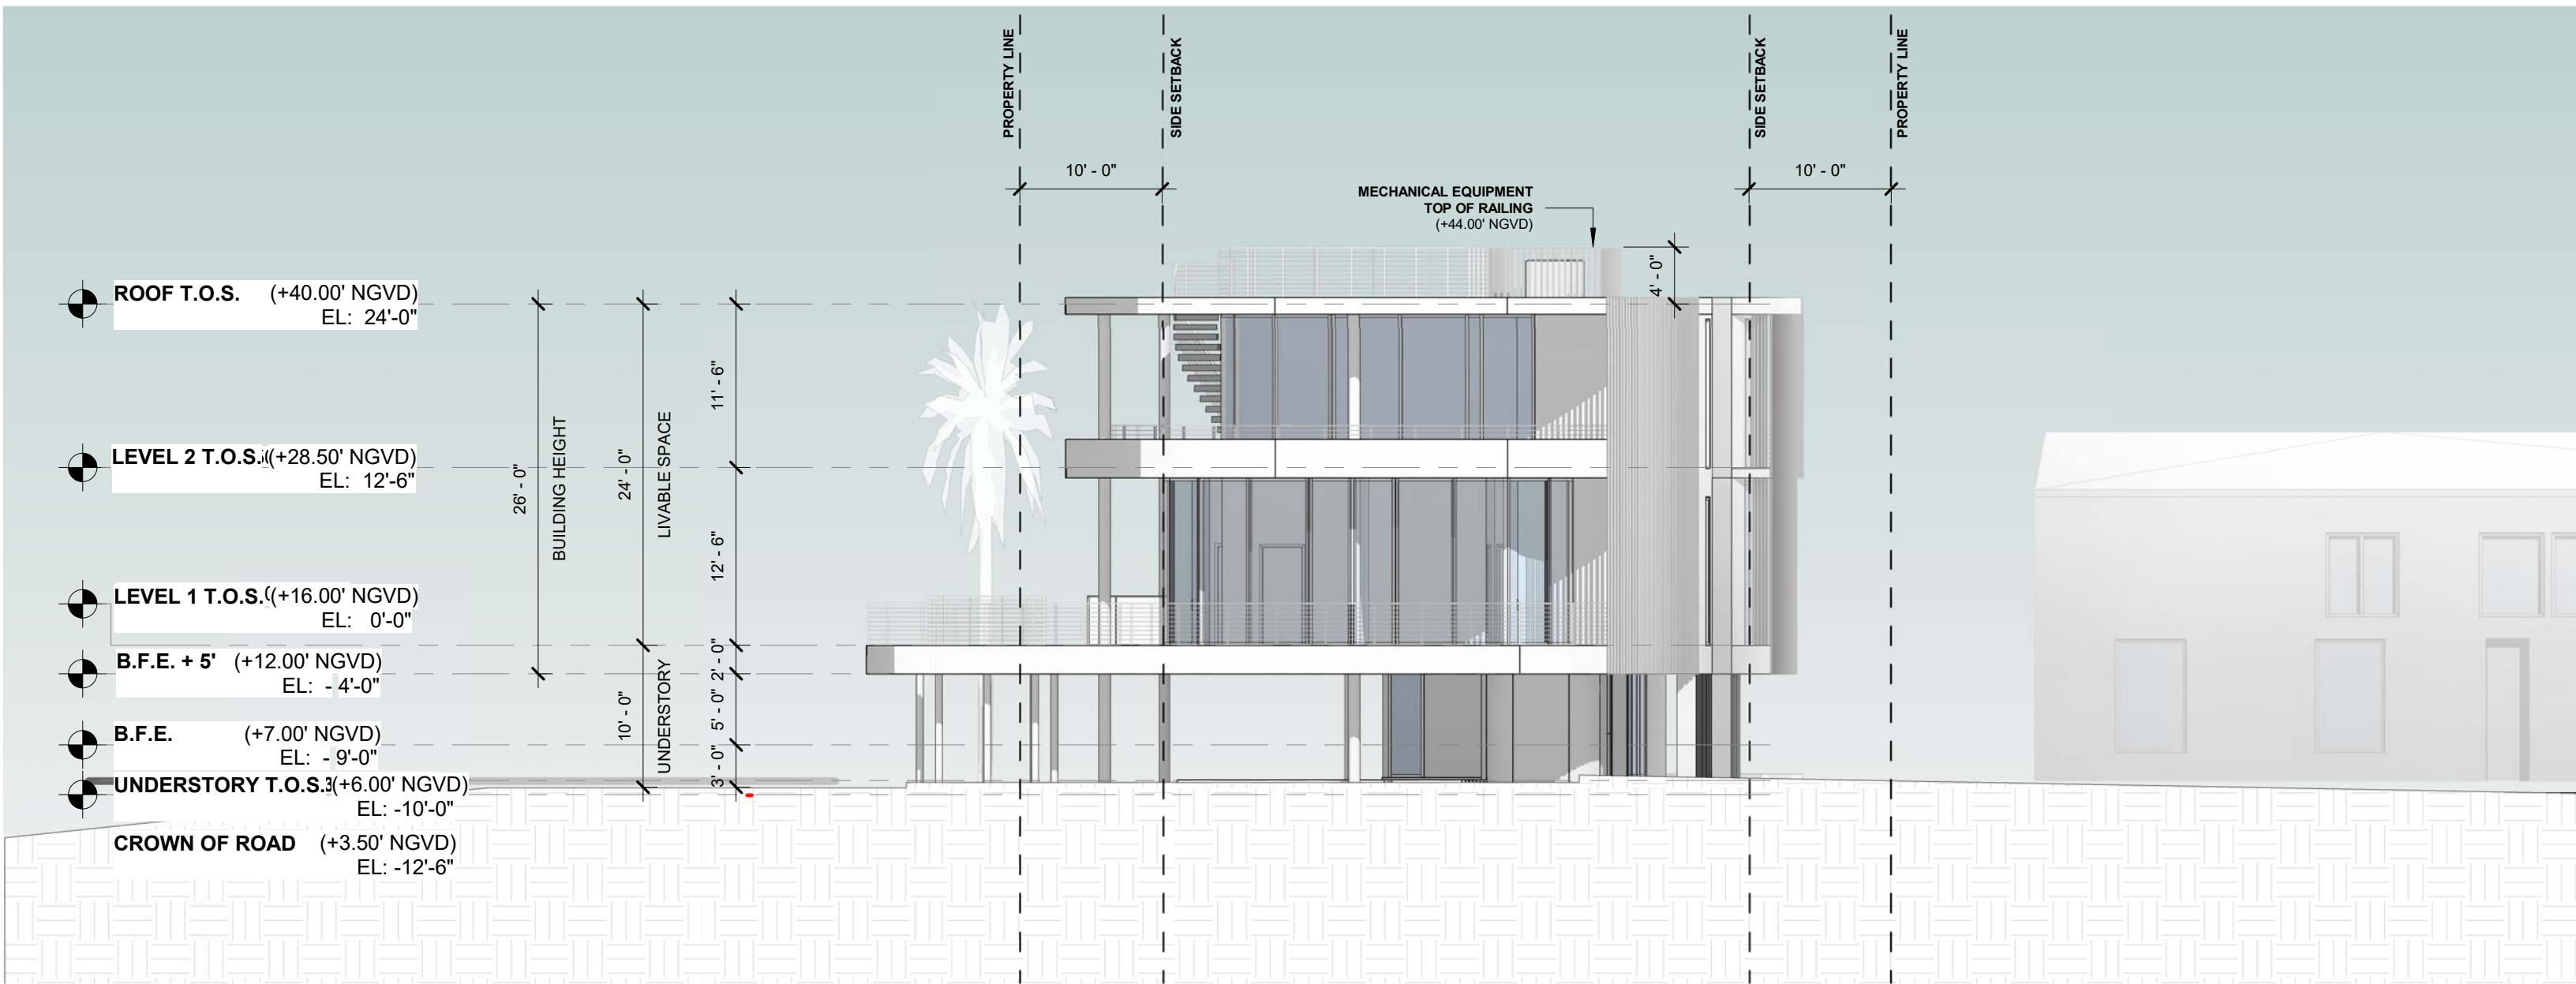 PROPERTY LINE
SIDE SETBACK
SIDE SETBACK
PROPERTY LINE
10' - 0"
10' - 0"
MECHANICAL EQUIPMENT
TOP OF RAILING
(+44.00' NGVD)
4' - 0"
ROOF T.O.S. (+40.00' NGVD)
EL: 24'-0"
LEVEL 2 T.O.S. (+28.50' NGVD)
EL: 12'-6"
LEVEL 1 T.O.S. (+16.00' NGVD)
EL: 0'-0"
B.F.E. + 5' (+12.00' NGVD)
EL: - 4'-0"
B.F.E. (+7.00' NGVD)
EL: - 9'-0"
UNDERSTORY T.O.S. (+6.00' NGVD)
EL: -10'-0"
CROWN OF ROAD (+3.50' NGVD)
EL: -12'-6"
26' - 0"
BUILDING HEIGHT
24' - 0"
LIVABLE SPACE
10' - 0"
UNDERSTORY
11' - 6"
12' - 6"
2' - 0"
5' - 0"
3' - 0"